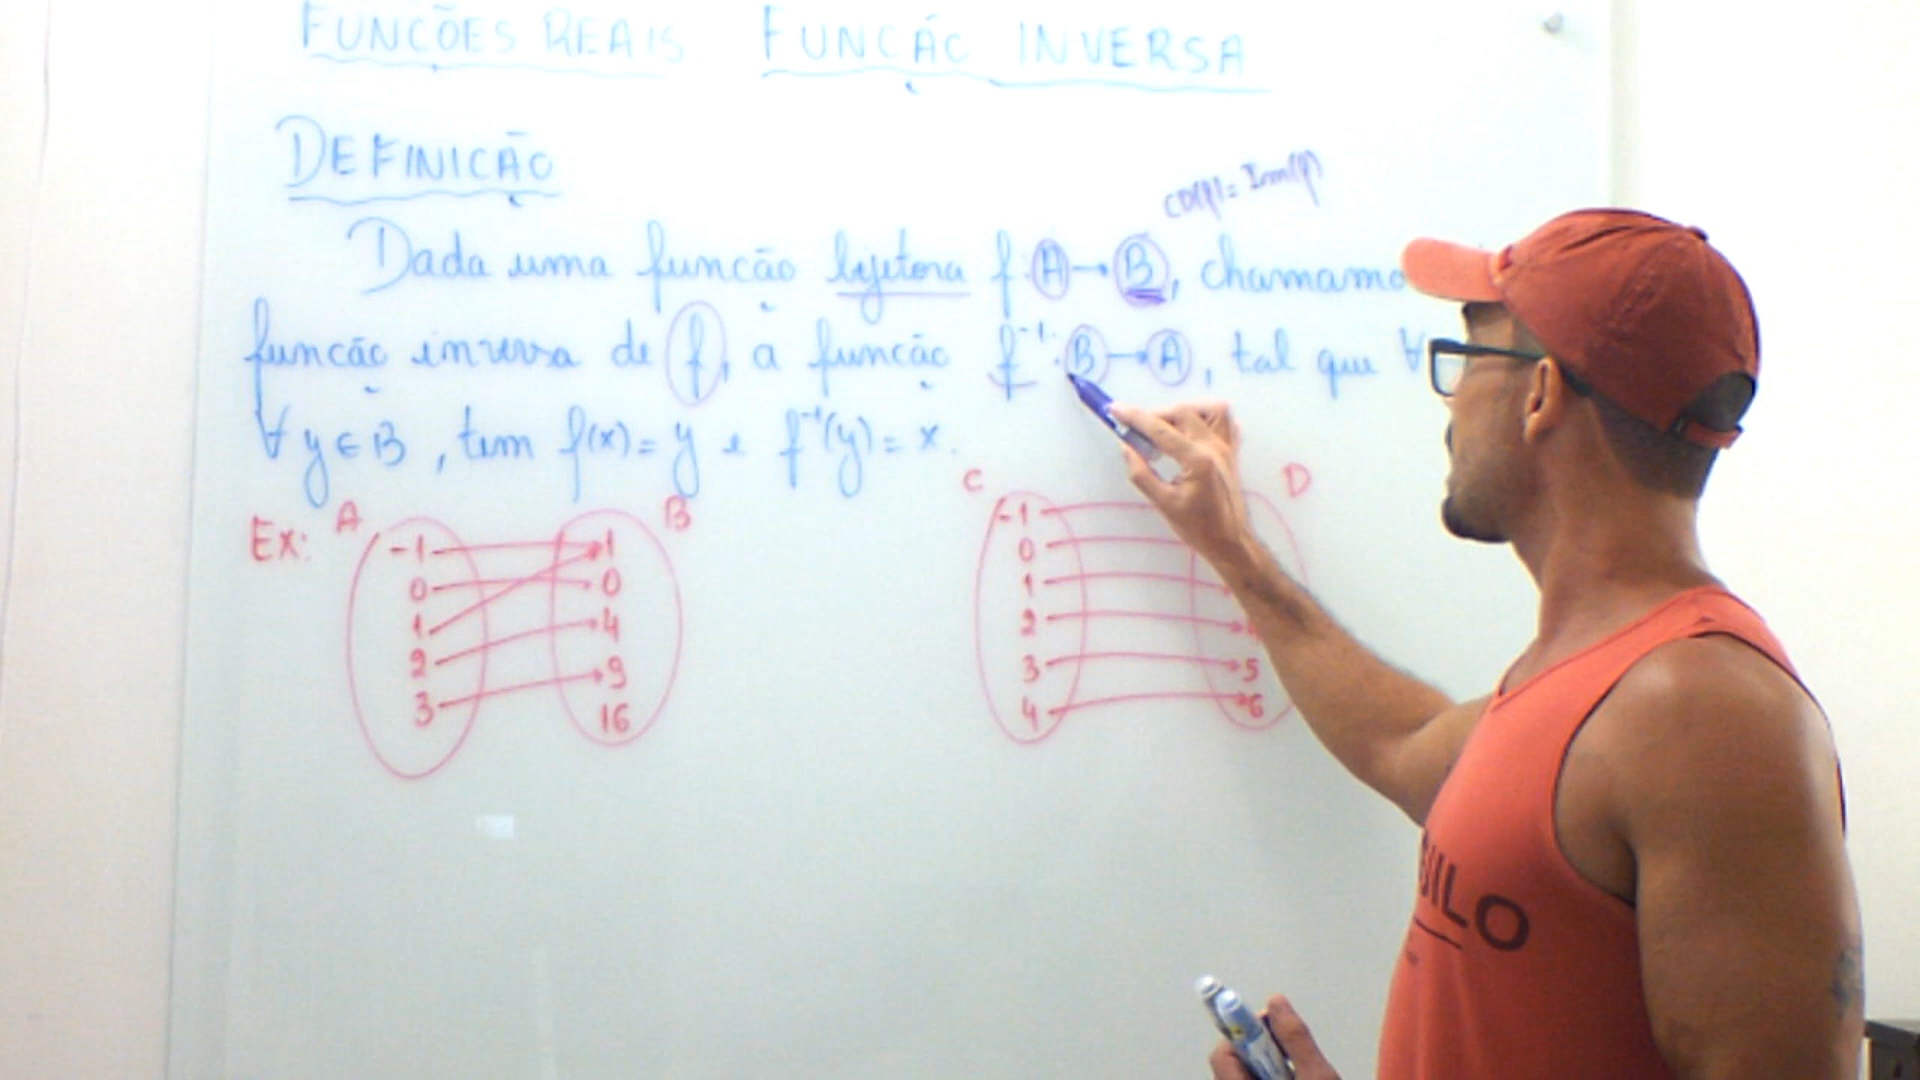 FUNÇÕES REAIS FUNÇÃO INVERSA
DEFINIÇÃO
CD(f) = Im(f)
Dada uma função bijetora f: A → B, chamamo
função inversa de f, a função f⁻¹: B → A, tal que ∀
∀ y ∈ B, tem f(x) = y e f⁻¹(y) = x.
Ex: A B
-1 1
0 0
1 4
2 9
3 16
C D
-1
0
1
2
3 5
4 6
ILO